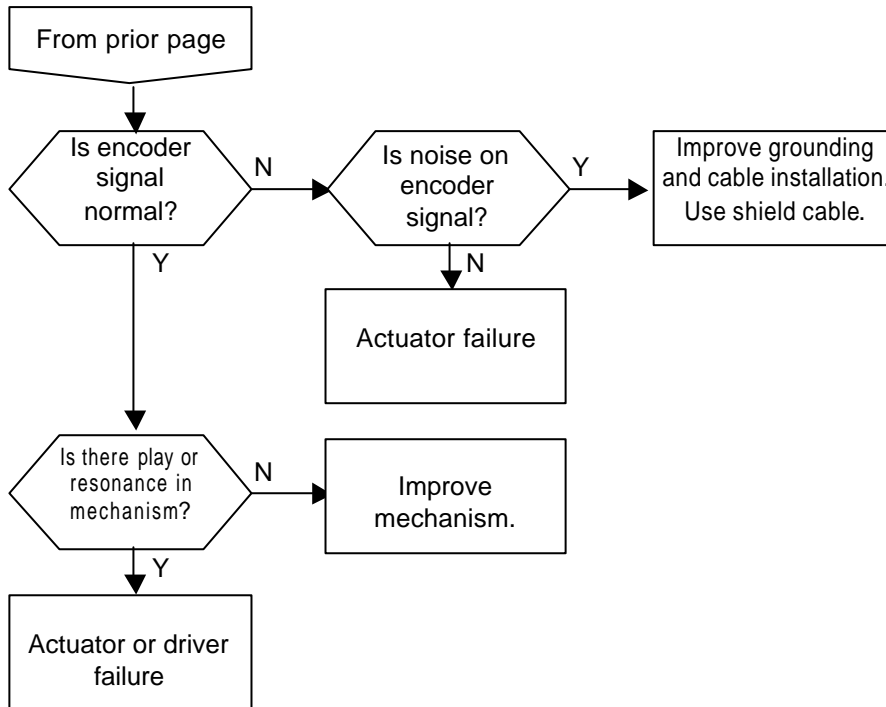 From prior page
Is encoder
signal
normal?
N
Is noise on
encoder
signal?
Y
Improve grounding
and cable installation.
Use shield cable.
Y
N
Actuator failure
Is there play or
resonance in
mechanism?
N
Improve
mechanism.
Y
Actuator or driver
failure